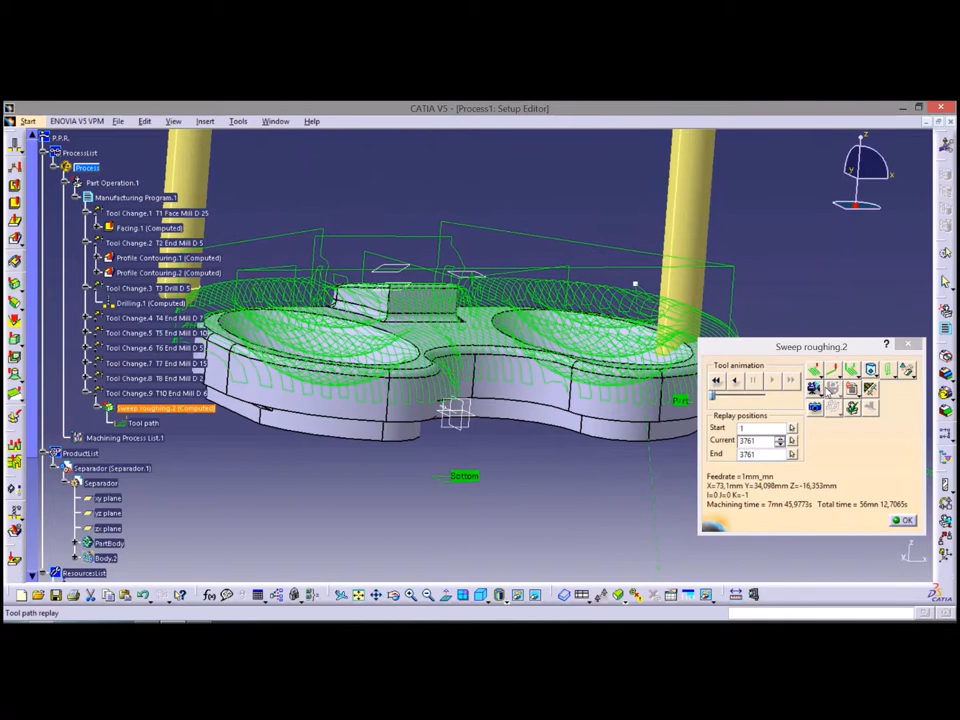 CATIA V5 - [Process1: Setup Editor]
Start ENOVIA V5 VPM File Edit View Insert Tools Window Help
P.P.R.
ProcessList
Process
Part Operation.1
Manufacturing Program.1
Tool Change.1 T1 Face Mill D 25
Facing.1 (Computed)
Tool Change.2 T2 End Mill D 5
Profile Contouring.1 (Computed)
Profile Contouring.2 (Computed)
Tool Change.3 T3 Drill D 5
Drilling.1 (Computed)
Tool Change.4 T4 End Mill D 7
Tool Change.5 T5 End Mill D 10
Tool Change.6 T6 End Mill D 5
Tool Change.7 T7 End Mill D 15
Tool Change.8 T8 End Mill D 2
Tool Change.9 T10 End Mill D 6
Sweep roughing.2 (Computed)
Tool path
Machining Process List.1
ProductList
Separador (Separador.1)
Separador
xy plane
yz plane
zx plane
PartBody
Body.2
ResourcesList
Bottom
Part
z
y
x
Sweep roughing.2
?
Tool animation
Replay positions
Start 1
Current 3761
End 3761
Feedrate = 1mm_mn
X=73,1mm Y=34,098mm Z=-16,353mm
I=0 J=0 K=-1
Machining time = 7mn 45,9773s Total time = 56mn 12,7065s
OK
z
y
x
f(x)
CATIA
Tool path replay